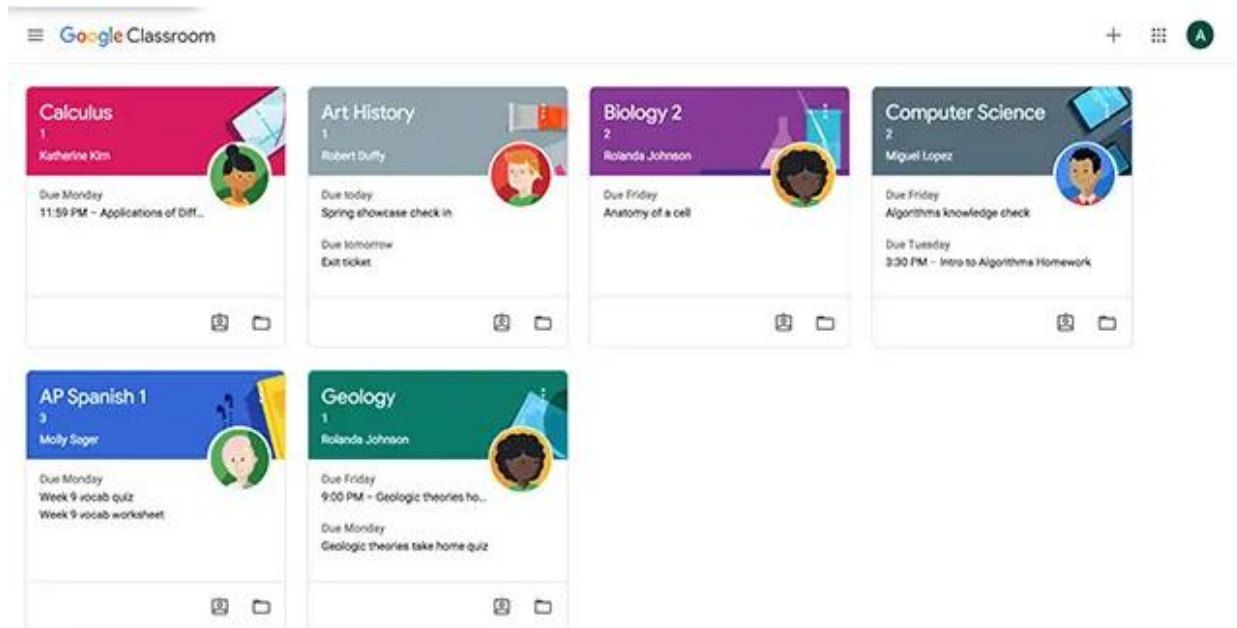 Google Classroom
A
Calculus
1
Katherine Kim
Due Monday
11:59 PM – Applications of Diff...
Art History
1
Robert Duffy
Due today
Spring showcase check in
Due tomorrow
Exit ticket
Biology 2
2
Rolanda Johnson
Due Friday
Anatomy of a cell
Computer Science
2
Miguel Lopez
Due Friday
Algorithms knowledge check
Due Tuesday
3:30 PM – Intro to Algorithms Homework
AP Spanish 1
3
Molly Sager
Due Monday
Week 9 vocab quiz
Week 9 vocab worksheet
Geology
1
Rolanda Johnson
Due Friday
9:00 PM – Geologic theories ho...
Due Monday
Geologic theories take home quiz